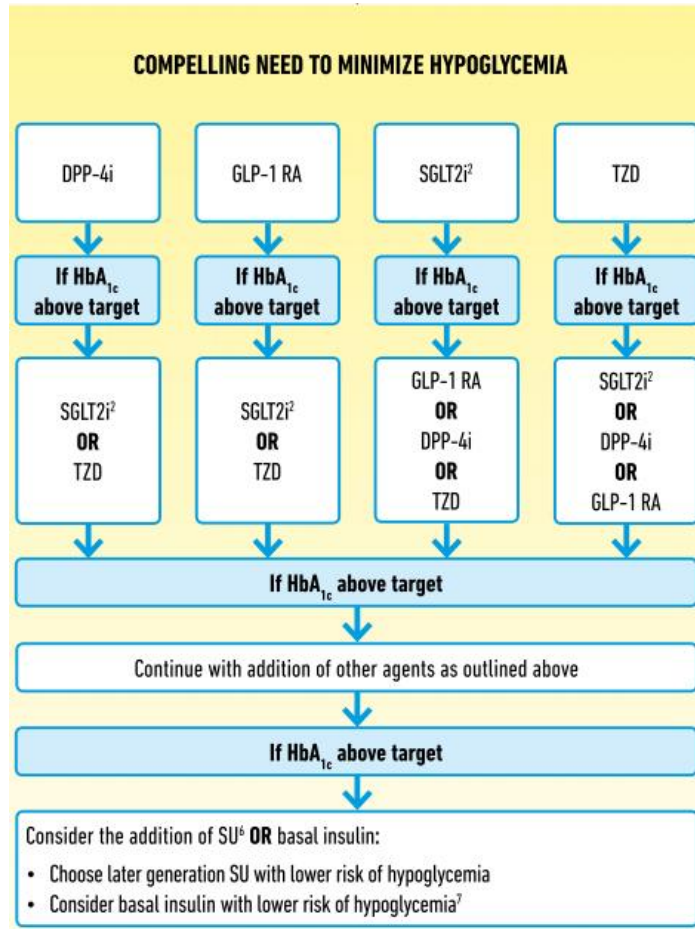 COMPELLING NEED TO MINIMIZE HYPOGLYCEMIA
DPP-4i
GLP-1 RA
SGLT2i²
TZD
If HbA₁c
above target
If HbA₁c
above target
If HbA₁c
above target
If HbA₁c
above target
SGLT2i²
OR
TZD
SGLT2i²
OR
TZD
GLP-1 RA
OR
DPP-4i
OR
TZD
SGLT2i²
OR
DPP-4i
OR
GLP-1 RA
If HbA₁c above target
Continue with addition of other agents as outlined above
If HbA₁c above target
Consider the addition of SU⁶ OR basal insulin:
• Choose later generation SU with lower risk of hypoglycemia
• Consider basal insulin with lower risk of hypoglycemia⁷